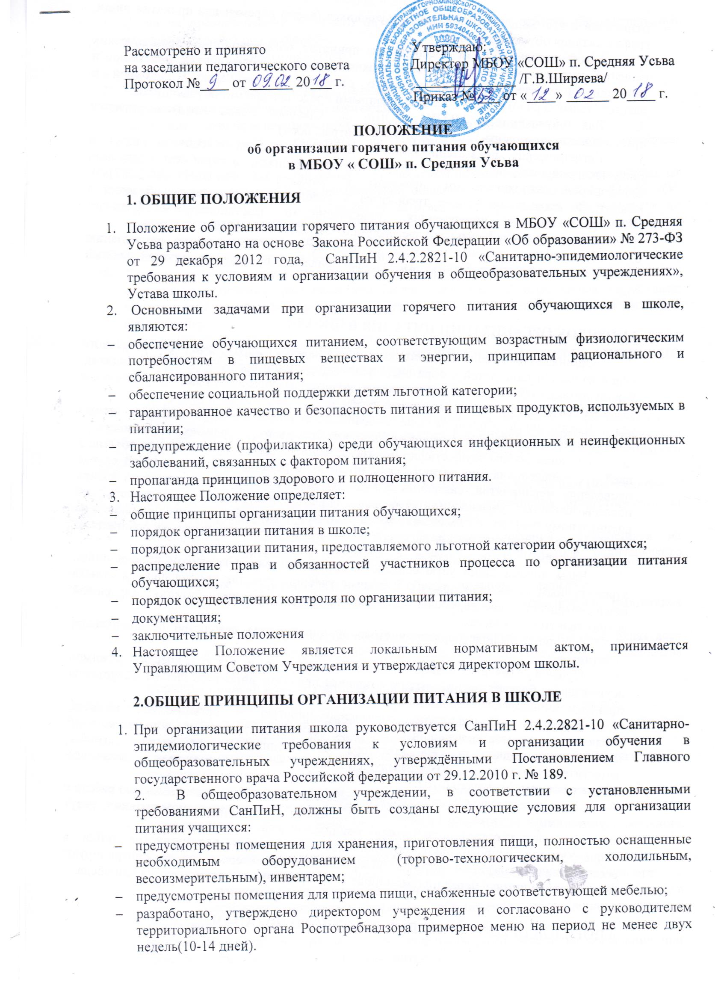 Рассмотрено и принято
на заседании педагогического совета
Протокол № 9 от 09.02 2018 г.
Утверждаю:
Директор МБОУ «СОШ» п. Средняя Усьва
/Г.В.Ширяева/
Приказ № 62 от «12» 02 2018 г.
ПОЛОЖЕНИЕ
об организации горячего питания обучающихся
в МБОУ « СОШ» п. Средняя Усьва
1. ОБЩИЕ ПОЛОЖЕНИЯ
1. Положение об организации горячего питания обучающихся в МБОУ «СОШ» п. Средняя
Усьва разработано на основе Закона Российской Федерации «Об образовании» № 273-ФЗ
от 29 декабря 2012 года, СанПиН 2.4.2.2821-10 «Санитарно-эпидемиологические
требования к условиям и организации обучения в общеобразовательных учреждениях»,
Устава школы.
2. Основными задачами при организации горячего питания обучающихся в школе,
являются:
– обеспечение обучающихся питанием, соответствующим возрастным физиологическим
потребностям в пищевых веществах и энергии, принципам рационального и
сбалансированного питания;
– обеспечение социальной поддержки детям льготной категории;
– гарантированное качество и безопасность питания и пищевых продуктов, используемых в
питании;
– предупреждение (профилактика) среди обучающихся инфекционных и неинфекционных
заболеваний, связанных с фактором питания;
– пропаганда принципов здорового и полноценного питания.
3. Настоящее Положение определяет:
– общие принципы организации питания обучающихся;
– порядок организации питания в школе;
– порядок организации питания, предоставляемого льготной категории обучающихся;
– распределение прав и обязанностей участников процесса по организации питания
обучающихся;
– порядок осуществления контроля по организации питания;
– документация;
– заключительные положения
4. Настоящее Положение является локальным нормативным актом, принимается
Управляющим Советом Учреждения и утверждается директором школы.
2.ОБЩИЕ ПРИНЦИПЫ ОРГАНИЗАЦИИ ПИТАНИЯ В ШКОЛЕ
1. При организации питания школа руководствуется СанПиН 2.4.2.2821-10 «Санитарно-
эпидемиологические требования к условиям и организации обучения в
общеобразовательных учреждениях, утверждёнными Постановлением Главного
государственного врача Российской федерации от 29.12.2010 г. № 189.
2. В общеобразовательном учреждении, в соответствии с установленными
требованиями СанПиН, должны быть созданы следующие условия для организации
питания учащихся:
– предусмотрены помещения для хранения, приготовления пищи, полностью оснащенные
необходимым оборудованием (торгово-технологическим, холодильным,
весоизмерительным), инвентарем;
– предусмотрены помещения для приема пищи, снабженные соответствующей мебелью;
– разработано, утверждено директором учреждения и согласовано с руководителем
территориального органа Роспотребнадзора примерное меню на период не менее двух
недель(10-14 дней).